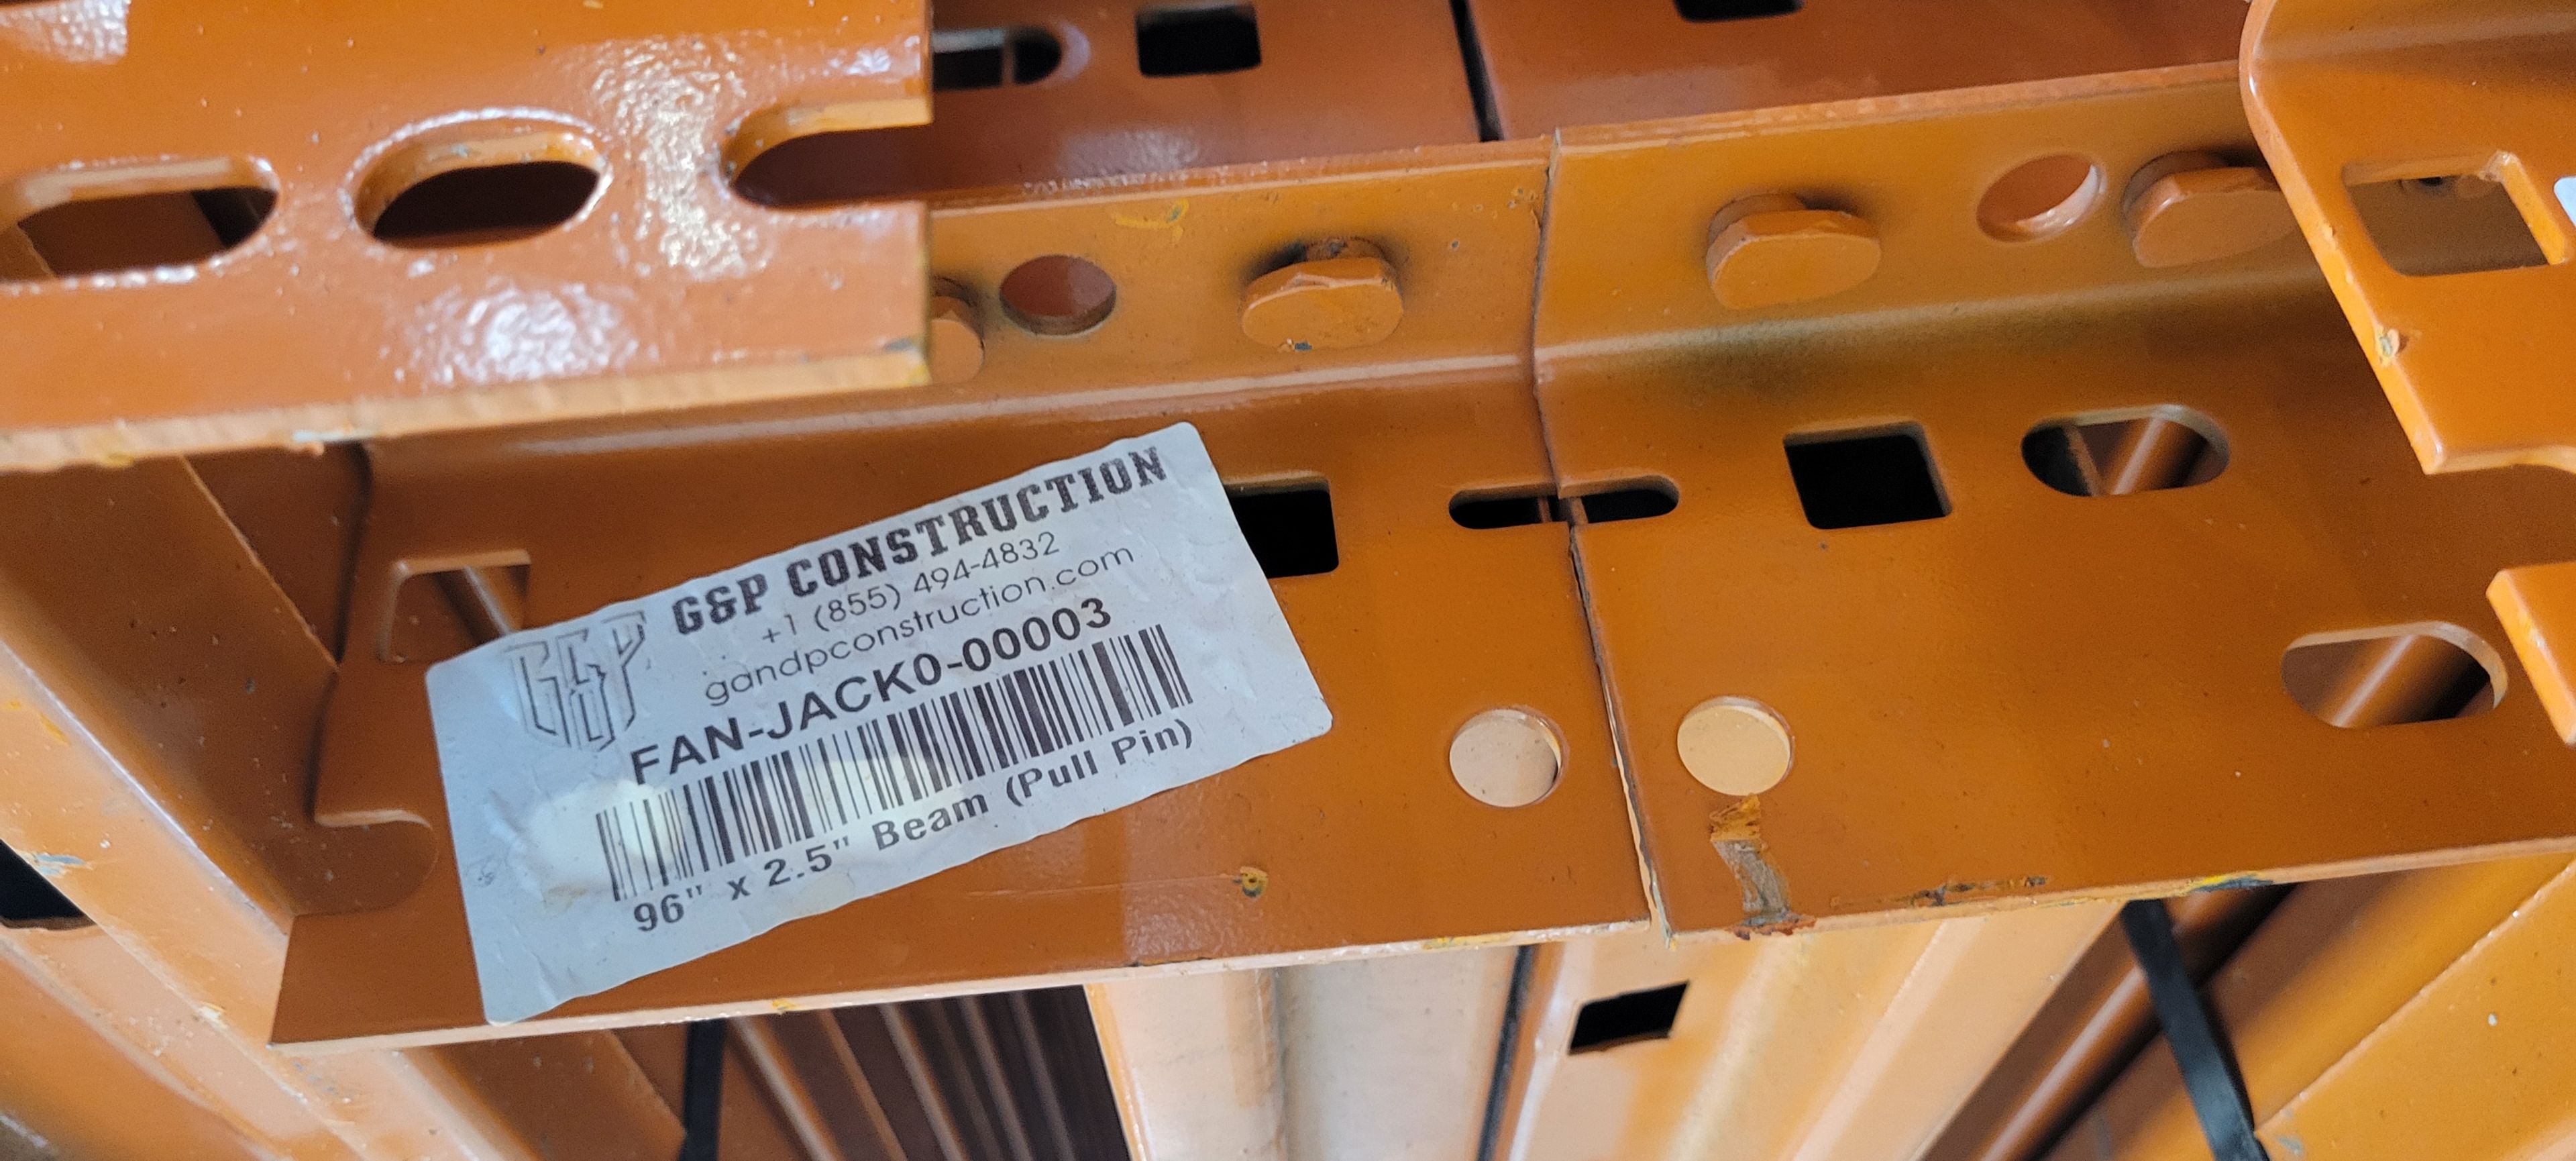 G&P
G&P CONSTRUCTION
+1 (855) 494-4832
gandpconstruction.com
FAN-JACK0-00003
96" x 2.5" Beam (Pull Pin)